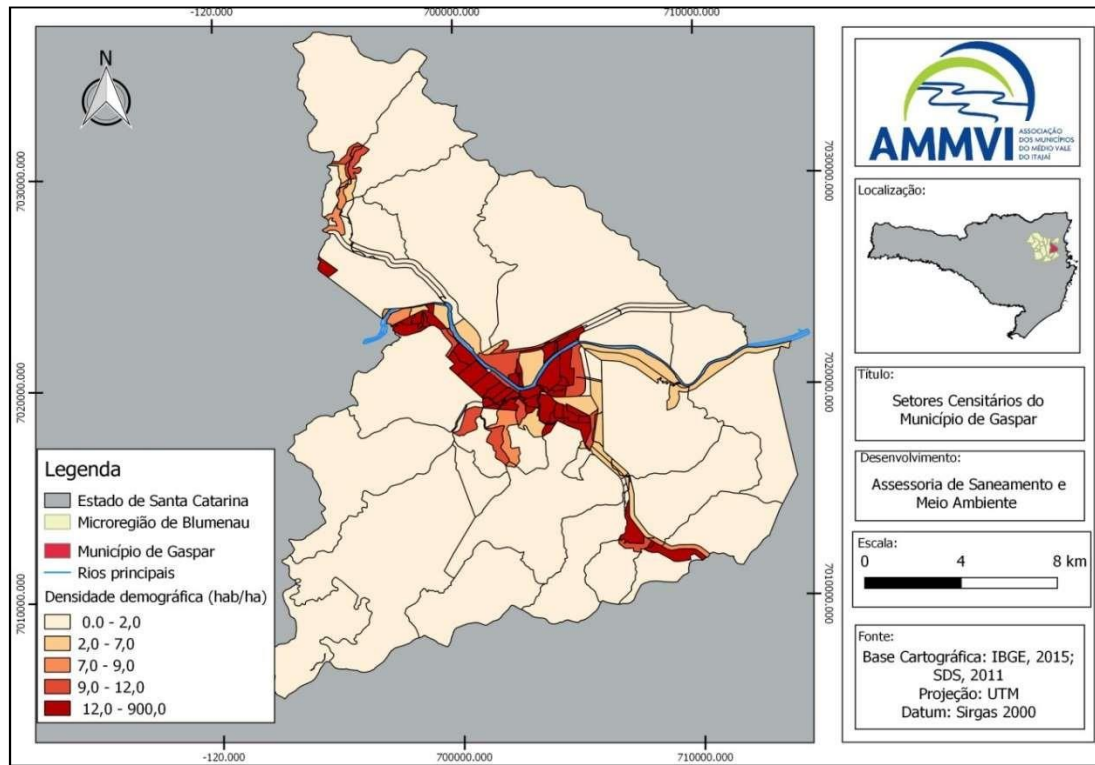 -120.000
700000.000
710000.000
N
7030000.000
7020000.000
7010000.000
7030000.000
7020000.000
7010000.000
Legenda
Estado de Santa Catarina
Microregião de Blumenau
Município de Gaspar
Rios principais
Densidade demográfica (hab/ha)
0.0 - 2,0
2,0 - 7,0
7,0 - 9,0
9,0 - 12,0
12,0 - 900,0
-120.000
700000.000
710000.000
AMMVI
ASSOCIAÇÃO
DOS MUNICÍPIOS
DO MÉDIO VALE
DO ITAJAÍ
Localização:
Título:
Setores Censitários do
Município de Gaspar
Desenvolvimento:
Assessoria de Saneamento e
Meio Ambiente
Escala:
0 4 8 km
Fonte:
Base Cartográfica: IBGE, 2015;
SDS, 2011
Projeção: UTM
Datum: Sirgas 2000